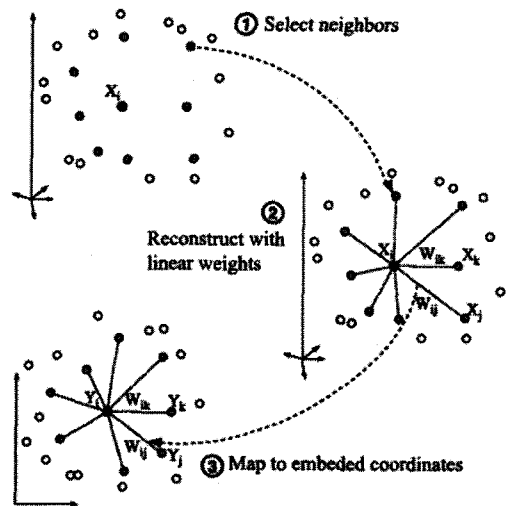 ① Select neighbors
Xi
②
Reconstruct with
linear weights
Xi
Wik
Xk
Wij
Xj
Yi
Wik
Yk
Wij
Yj
③ Map to embeded coordinates